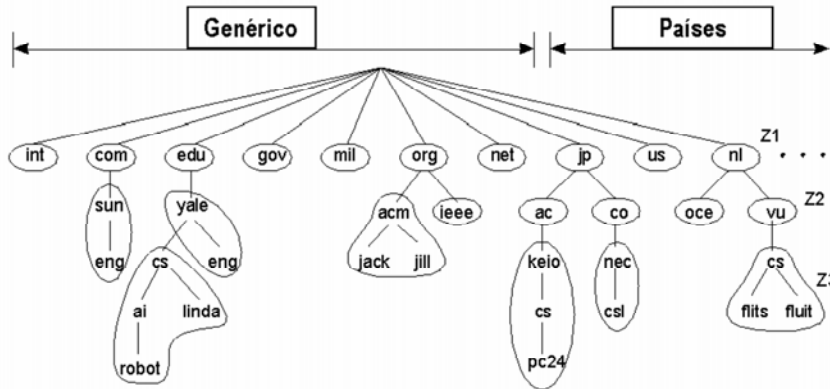 Genérico Países
Z1
int com edu gov mil org net jp us nl . . . .
Z2
sun yale acm ieee ac co oce vu
eng cs eng jack jill keio nec cs
Z3
ai linda cs csl flits fluit
robot pc24